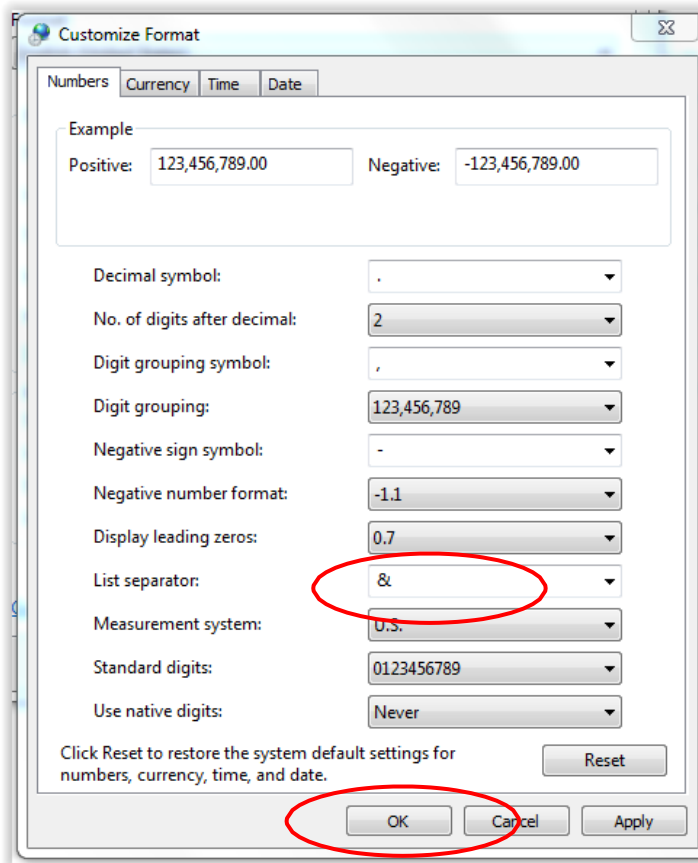 Customize Format
Numbers Currency Time Date
Example
Positive: 123,456,789.00 Negative: -123,456,789.00
Decimal symbol: .
No. of digits after decimal: 2
Digit grouping symbol: ,
Digit grouping: 123,456,789
Negative sign symbol: -
Negative number format: -1.1
Display leading zeros: 0.7
List separator: &
Measurement system: U.S.
Standard digits: 0123456789
Use native digits: Never
Click Reset to restore the system default settings for
numbers, currency, time, and date.
Reset
OK Cancel Apply